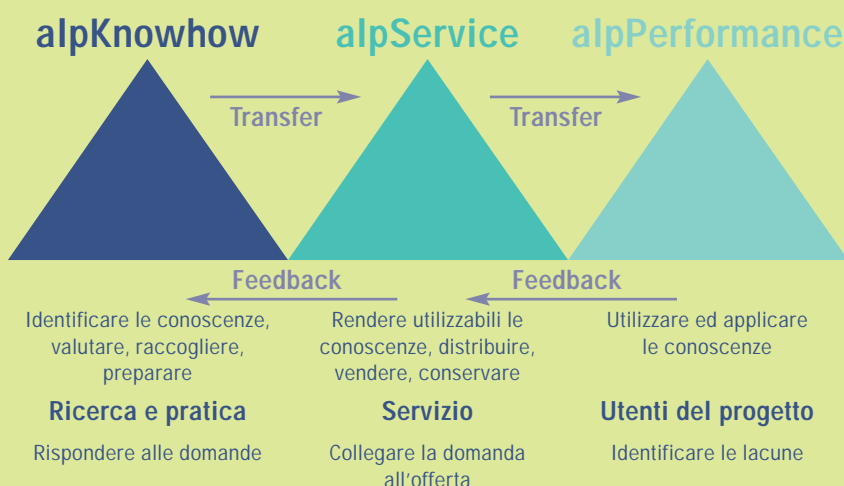 alpKnowhow alpService alpPerformance
Transfer Transfer
Feedback Feedback
Identificare le conoscenze,
valutare, raccogliere,
preparare
Rendere utilizzabili le
conoscenze, distribuire,
vendere, conservare
Utilizzare ed applicare
le conoscenze
Ricerca e pratica Servizio Utenti del progetto
Rispondere alle domande
Collegare la domanda
all'offerta
Identificare le lacune